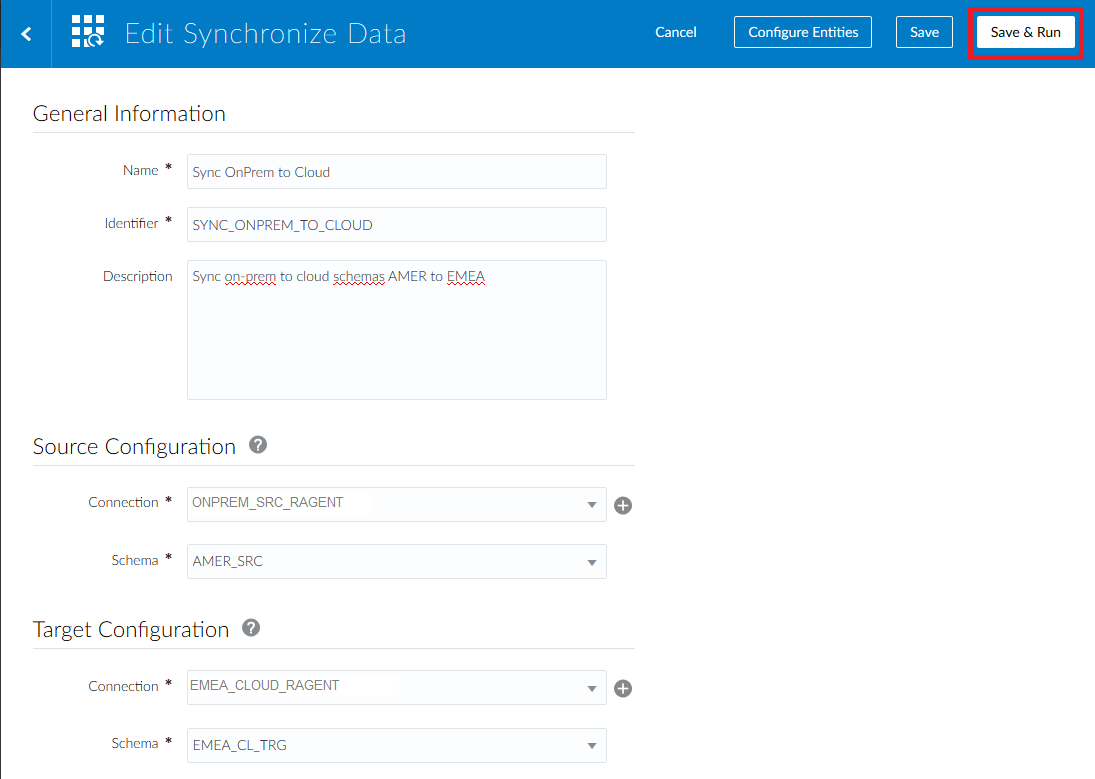 Edit Synchronize Data
Cancel
Configure Entities
Save
Save & Run
General Information
Name *
Sync OnPrem to Cloud
Identifier *
SYNC_ONPREM_TO_CLOUD
Description
Sync on-prem to cloud schemas AMER to EMEA
Source Configuration ?
Connection *
ONPREM_SRC_RAGENT
Schema *
AMER_SRC
Target Configuration ?
Connection *
EMEA_CLOUD_RAGENT
Schema *
EMEA_CL_TRG